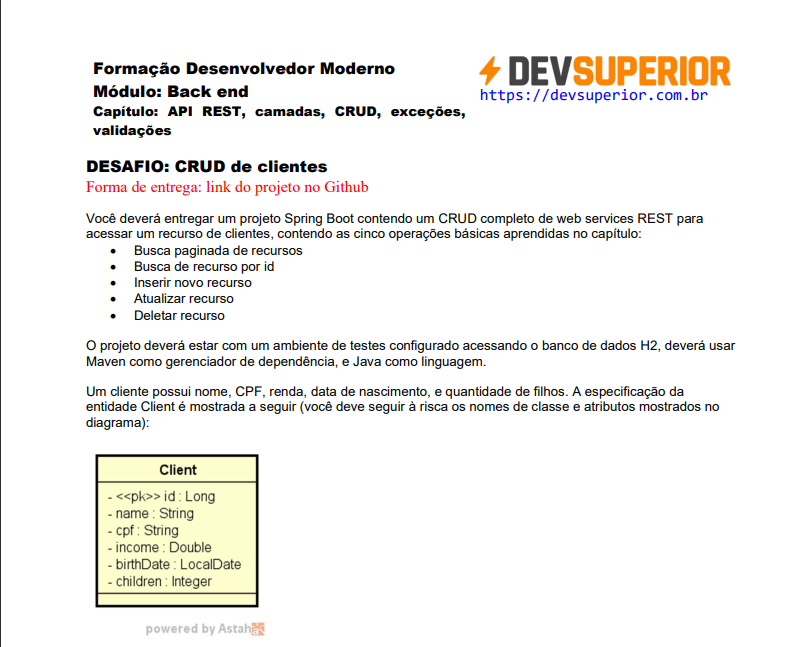 Formação Desenvolvedor Moderno
Módulo: Back end
Capítulo: API REST, camadas, CRUD, exceções,
validações
DEVSUPERIOR
https://devsuperior.com.br
DESAFIO: CRUD de clientes
Forma de entrega: link do projeto no Github
Você deverá entregar um projeto Spring Boot contendo um CRUD completo de web services REST para
acessar um recurso de clientes, contendo as cinco operações básicas aprendidas no capítulo:
• Busca paginada de recursos
• Busca de recurso por id
• Inserir novo recurso
• Atualizar recurso
• Deletar recurso
O projeto deverá estar com um ambiente de testes configurado acessando o banco de dados H2, deverá usar
Maven como gerenciador de dependência, e Java como linguagem.
Um cliente possui nome, CPF, renda, data de nascimento, e quantidade de filhos. A especificação da
entidade Client é mostrada a seguir (você deve seguir à risca os nomes de classe e atributos mostrados no
diagrama):
Client
- <<pk>> id : Long
- name : String
- cpf : String
- income : Double
- birthDate : LocalDate
- children : Integer
powered by Astah